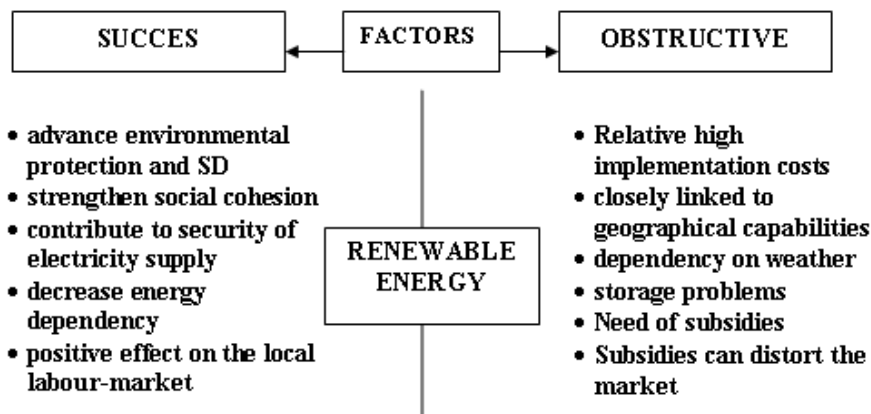 SUCCES
FACTORS
OBSTRUCTIVE
• advance environmental
protection and SD
• strengthen social cohesion
• contribute to security of
electricity supply
• decrease energy
dependency
• positive effect on the local
labour-market
RENEWABLE
ENERGY
• Relative high
implementation costs
• closely linked to
geographical capabilities
• dependency on weather
• storage problems
• Need of subsidies
• Subsidies can distort the
market